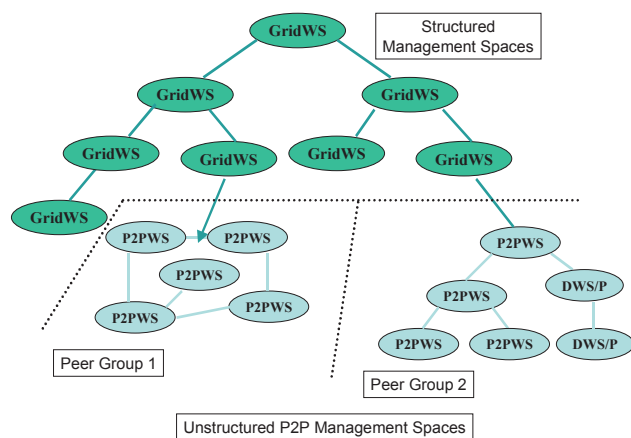 GridWS
Structured
Management Spaces
GridWS
GridWS
GridWS
GridWS
GridWS
GridWS
GridWS
P2PWS
P2PWS
P2PWS
P2PWS
DWS/P
P2PWS
P2PWS
P2PWS
P2PWS
P2PWS
DWS/P
Peer Group 1
Peer Group 2
Unstructured P2P Management Spaces